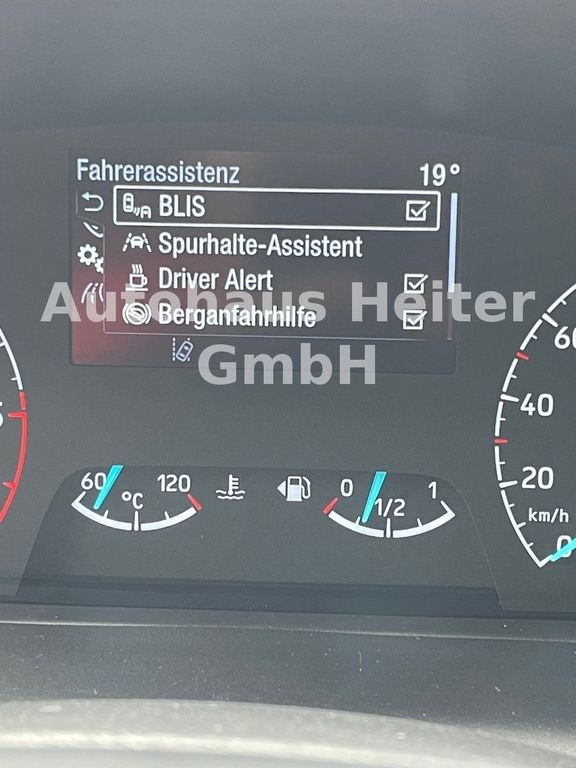 Fahrerassistenz 19°
BLIS
Spurhalte-Assistent
Driver Alert
Berganfahrhilfe
Autohaus Heiter
GmbH
60 120
°C
0 1/2 1
60
40
20
km/h
0